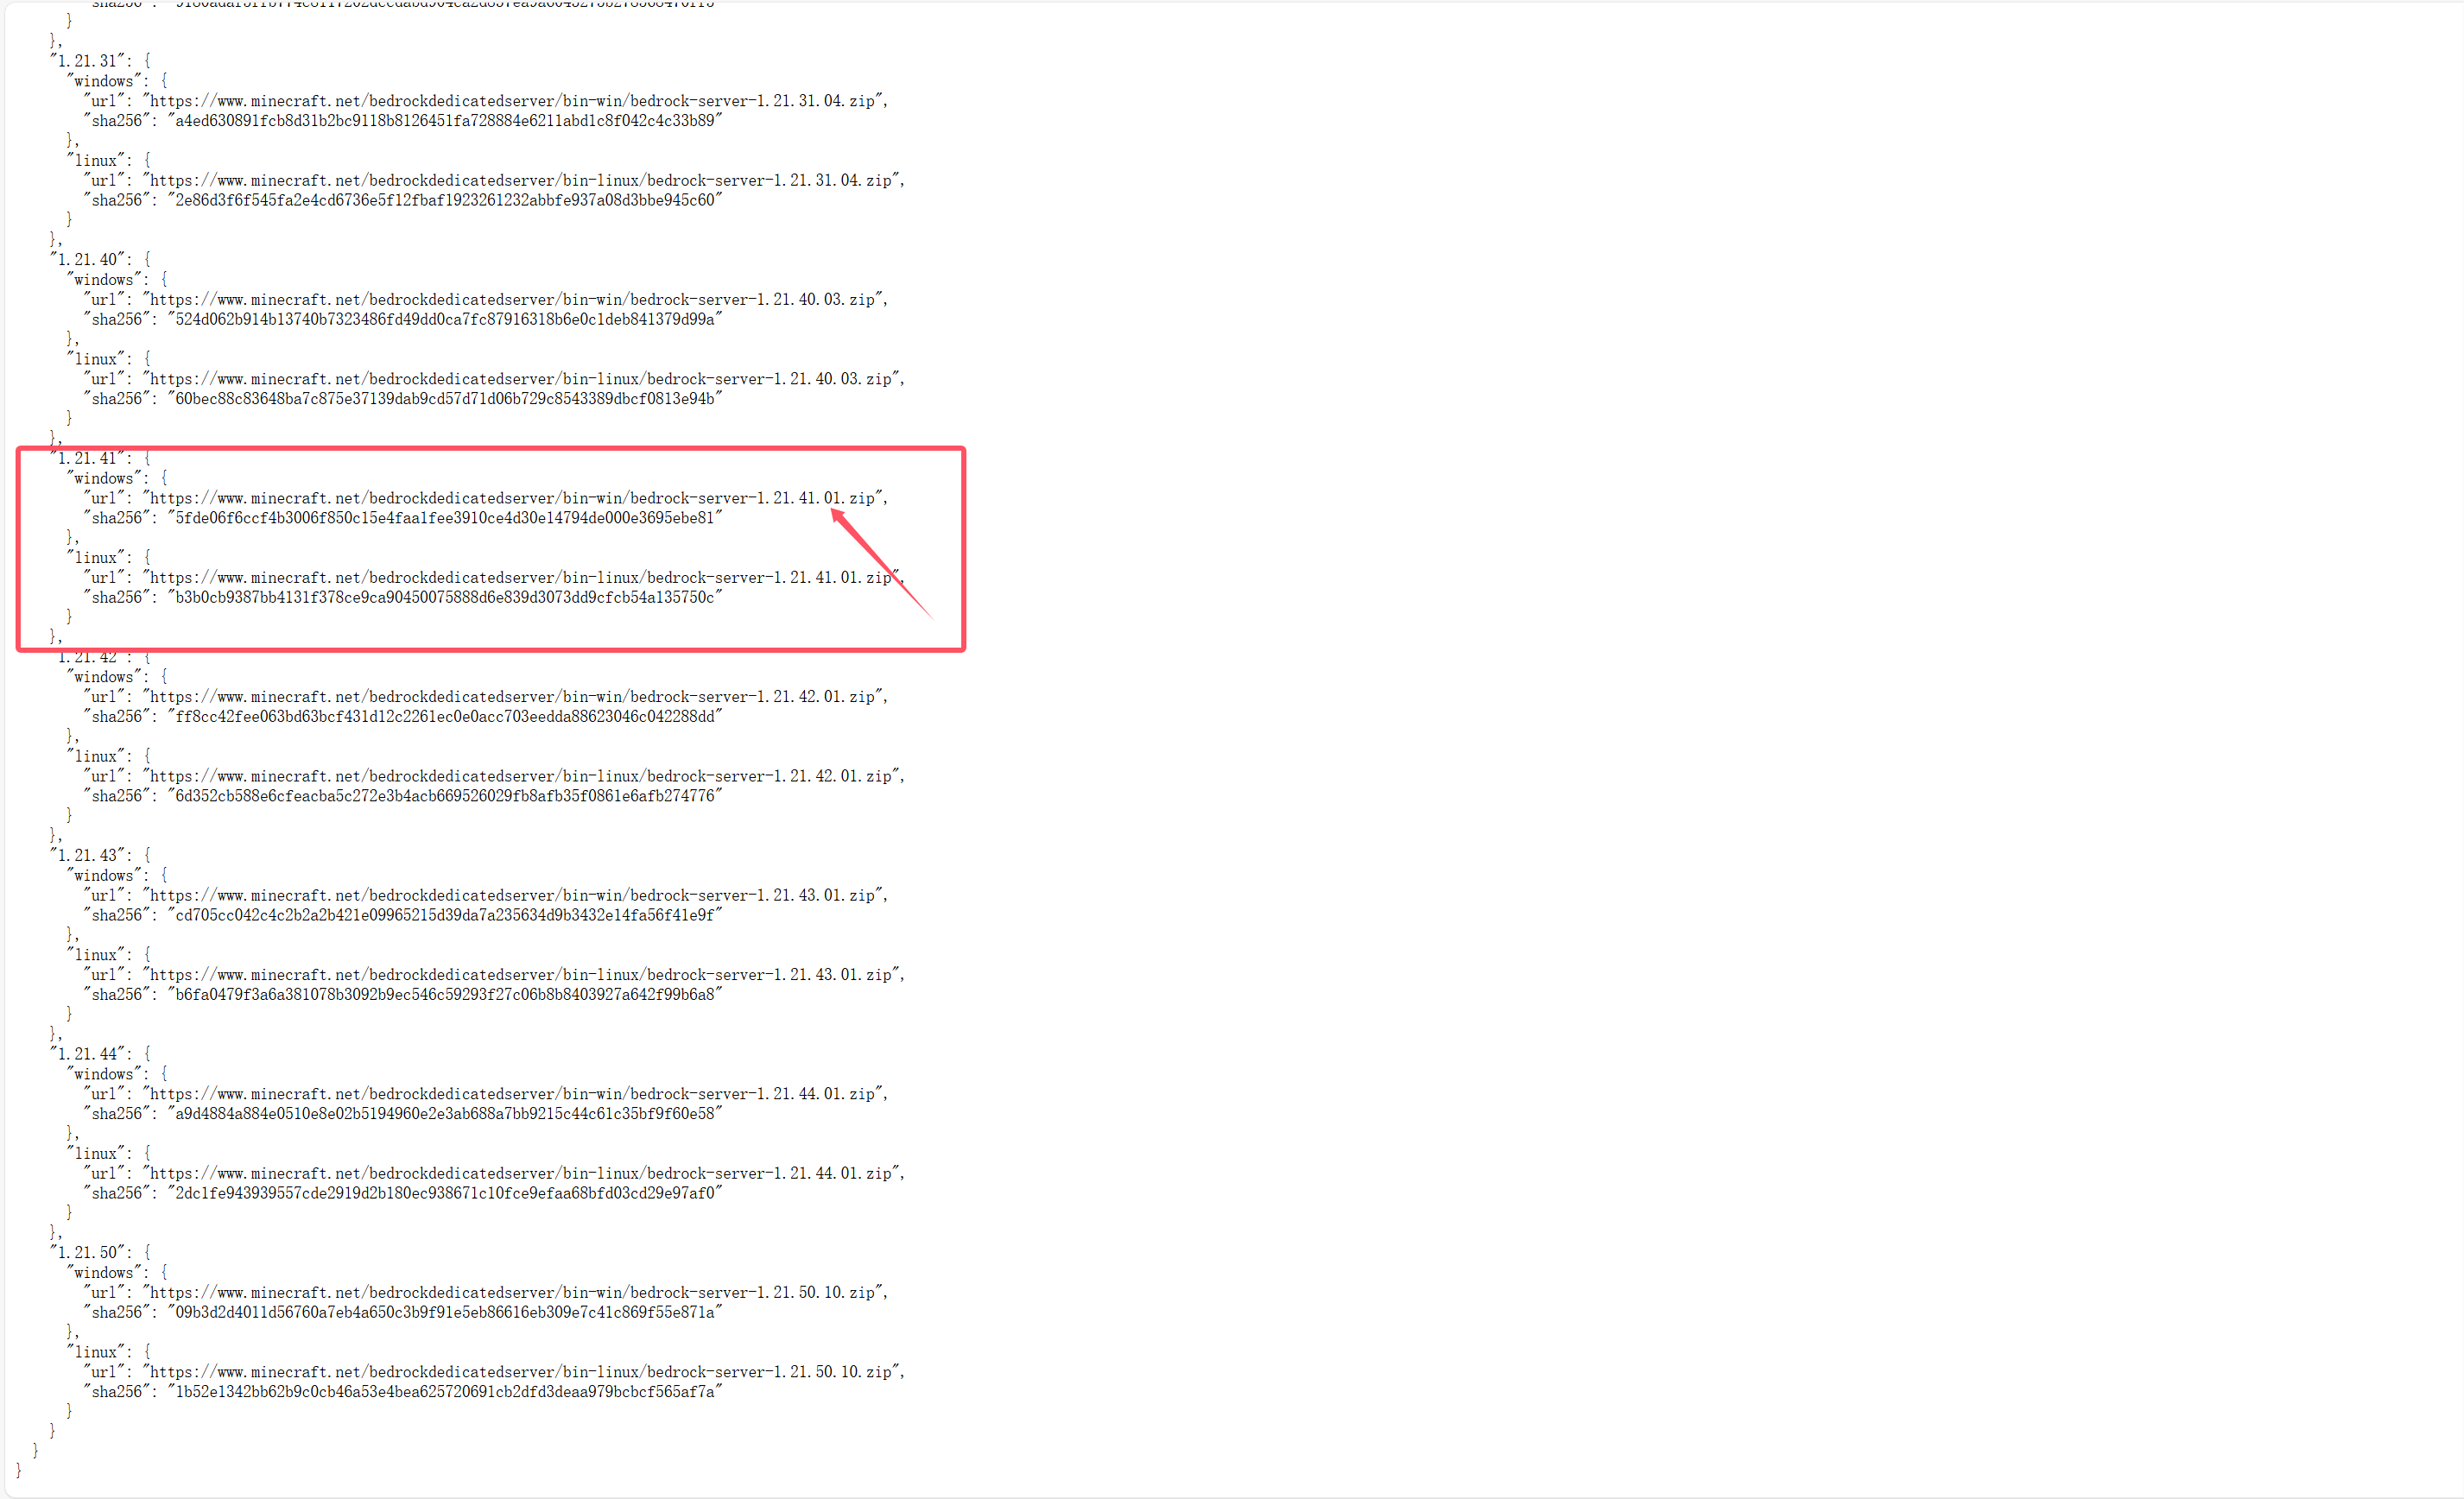 }
},
"1.21.31": {
"windows": {
"url": "https://www.minecraft.net/bedrockdedicatedserver/bin-win/bedrock-server-1.21.31.04.zip",
"sha256": "a4ed630891fcb8d31b2bc9118b8126451fa728884e6211abd1c8f042c4c33b89"
},
"linux": {
"url": "https://www.minecraft.net/bedrockdedicatedserver/bin-linux/bedrock-server-1.21.31.04.zip",
"sha256": "2e86d3f6f545fa2e4cd6736e5f12fbaf1923261232abbfe937a08d3bbe945c60"
}
},
"1.21.40": {
"windows": {
"url": "https://www.minecraft.net/bedrockdedicatedserver/bin-win/bedrock-server-1.21.40.03.zip",
"sha256": "524d062b914b13740b7323486fd49dd0ca7fc87916318b6e0c1deb841379d99a"
},
"linux": {
"url": "https://www.minecraft.net/bedrockdedicatedserver/bin-linux/bedrock-server-1.21.40.03.zip",
"sha256": "60bec88c83648ba7c875e37139dab9cd57d71d06b729c8543389dbcf0813e94b"
}
},
"1.21.41": {
"windows": {
"url": "https://www.minecraft.net/bedrockdedicatedserver/bin-win/bedrock-server-1.21.41.01.zip",
"sha256": "5fde06f6ccf4b3006f850c15e4faa1fee3910ce4d30e14794de000e3695ebe81"
},
"linux": {
"url": "https://www.minecraft.net/bedrockdedicatedserver/bin-linux/bedrock-server-1.21.41.01.zip",
"sha256": "b3b0cb9387bb4131f378ce9ca90450075888d6e839d3073dd9cfcb54a135750c"
}
},
"1.21.42": {
"windows": {
"url": "https://www.minecraft.net/bedrockdedicatedserver/bin-win/bedrock-server-1.21.42.01.zip",
"sha256": "ff8cc42fee063bd63bcf431d12c2261ec0e0acc703eedda88623046c042288dd"
},
"linux": {
"url": "https://www.minecraft.net/bedrockdedicatedserver/bin-linux/bedrock-server-1.21.42.01.zip",
"sha256": "6d352cb588e6cfeacba5c272e3b4acb669526029fb8afb35f0861e6afb274776"
}
},
"1.21.43": {
"windows": {
"url": "https://www.minecraft.net/bedrockdedicatedserver/bin-win/bedrock-server-1.21.43.01.zip",
"sha256": "cd705cc042c4c2b2a2b421e09965215d39da7a235634d9b3432e14fa56f41e9f"
},
"linux": {
"url": "https://www.minecraft.net/bedrockdedicatedserver/bin-linux/bedrock-server-1.21.43.01.zip",
"sha256": "b6fa0479f3a6a381078b3092b9ec546c59293f27c06b8b8403927a642f99b6a8"
}
},
"1.21.44": {
"windows": {
"url": "https://www.minecraft.net/bedrockdedicatedserver/bin-win/bedrock-server-1.21.44.01.zip",
"sha256": "a9d4884a884e0510e8e02b5194960e2e3ab688a7bb9215c44c61c35bf9f60e58"
},
"linux": {
"url": "https://www.minecraft.net/bedrockdedicatedserver/bin-linux/bedrock-server-1.21.44.01.zip",
"sha256": "2dc1fe943939557cde2919d2b180ec938671c10fce9efaa68bfd03cd29e97af0"
}
},
"1.21.50": {
"windows": {
"url": "https://www.minecraft.net/bedrockdedicatedserver/bin-win/bedrock-server-1.21.50.10.zip",
"sha256": "09b3d2d4011d56760a7eb4a650c3b9f91e5eb86616eb309e7c41c869f55e871a"
},
"linux": {
"url": "https://www.minecraft.net/bedrockdedicatedserver/bin-linux/bedrock-server-1.21.50.10.zip",
"sha256": "1b52e1342bb62b9c0cb46a53e4bea625720691cb2dfd3deaa979bcbcf565af7a"
}
}
}
}